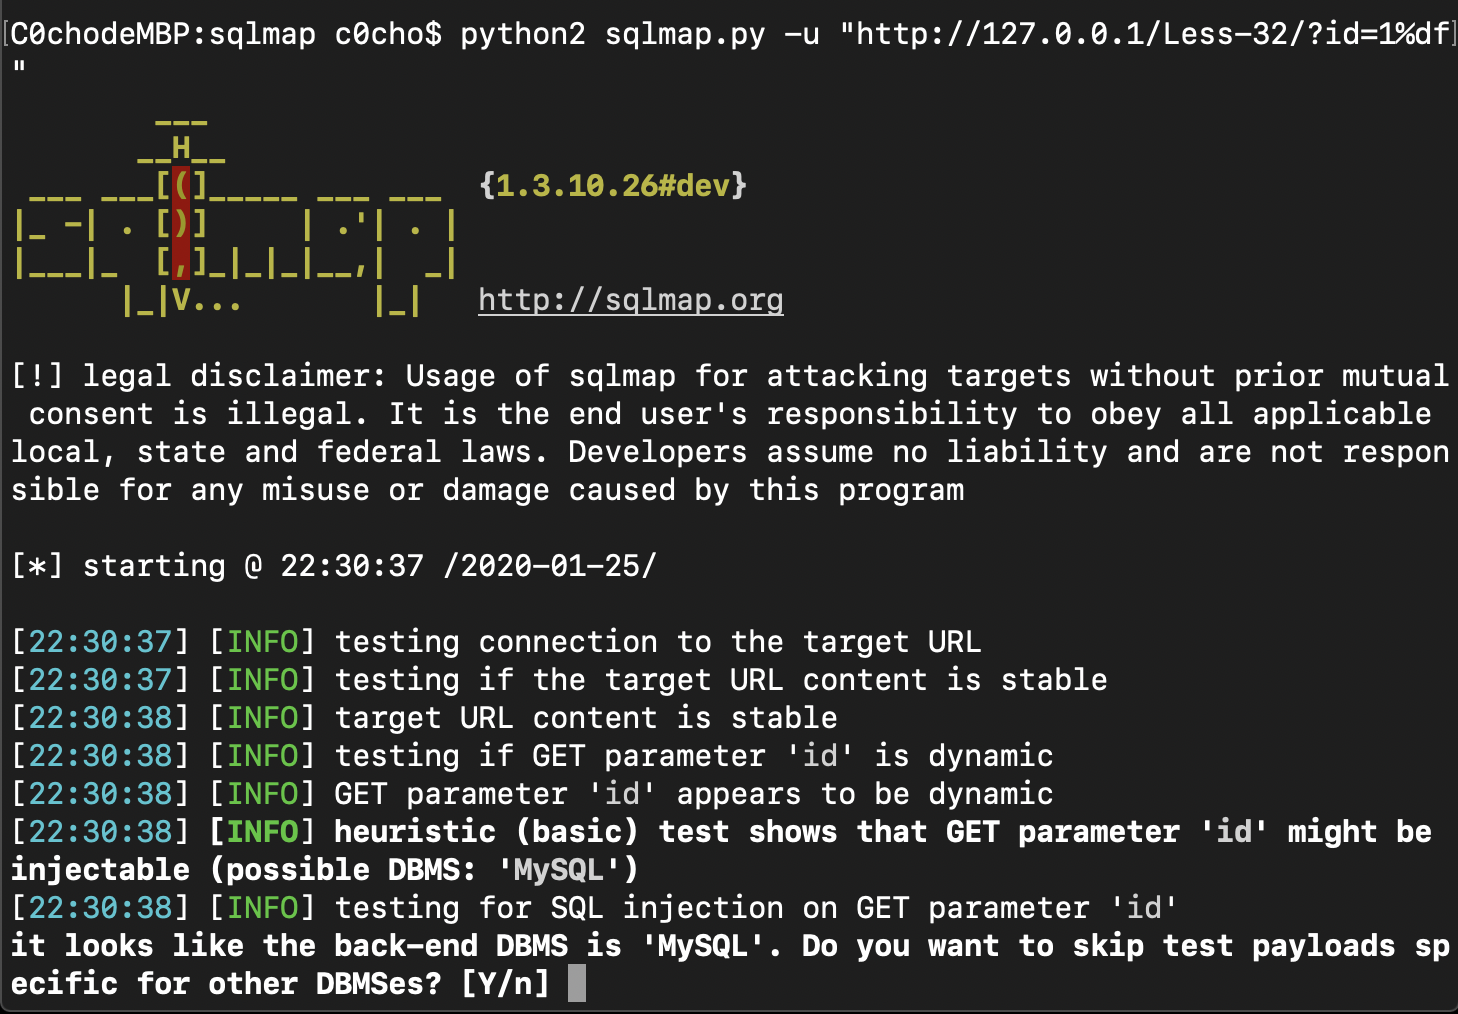 C0chodeMBP:sqlmap c0cho$ python2 sqlmap.py -u "http://127.0.0.1/Less-32/?id=1%df
"
        ___
       __H__
 ___ ___[(]_____ ___ ___  {1.3.10.26#dev}
|_ -| . [)]     | .'| . |
|___|_  [,]_|_|_|__,|  _|
      |_|V...       |_|   http://sqlmap.org
[!] legal disclaimer: Usage of sqlmap for attacking targets without prior mutual
 consent is illegal. It is the end user's responsibility to obey all applicable
local, state and federal laws. Developers assume no liability and are not respon
sible for any misuse or damage caused by this program
[*] starting @ 22:30:37 /2020-01-25/
[22:30:37] [INFO] testing connection to the target URL
[22:30:37] [INFO] testing if the target URL content is stable
[22:30:38] [INFO] target URL content is stable
[22:30:38] [INFO] testing if GET parameter 'id' is dynamic
[22:30:38] [INFO] GET parameter 'id' appears to be dynamic
[22:30:38] [INFO] heuristic (basic) test shows that GET parameter 'id' might be
injectable (possible DBMS: 'MySQL')
[22:30:38] [INFO] testing for SQL injection on GET parameter 'id'
it looks like the back-end DBMS is 'MySQL'. Do you want to skip test payloads sp
ecific for other DBMSes? [Y/n]